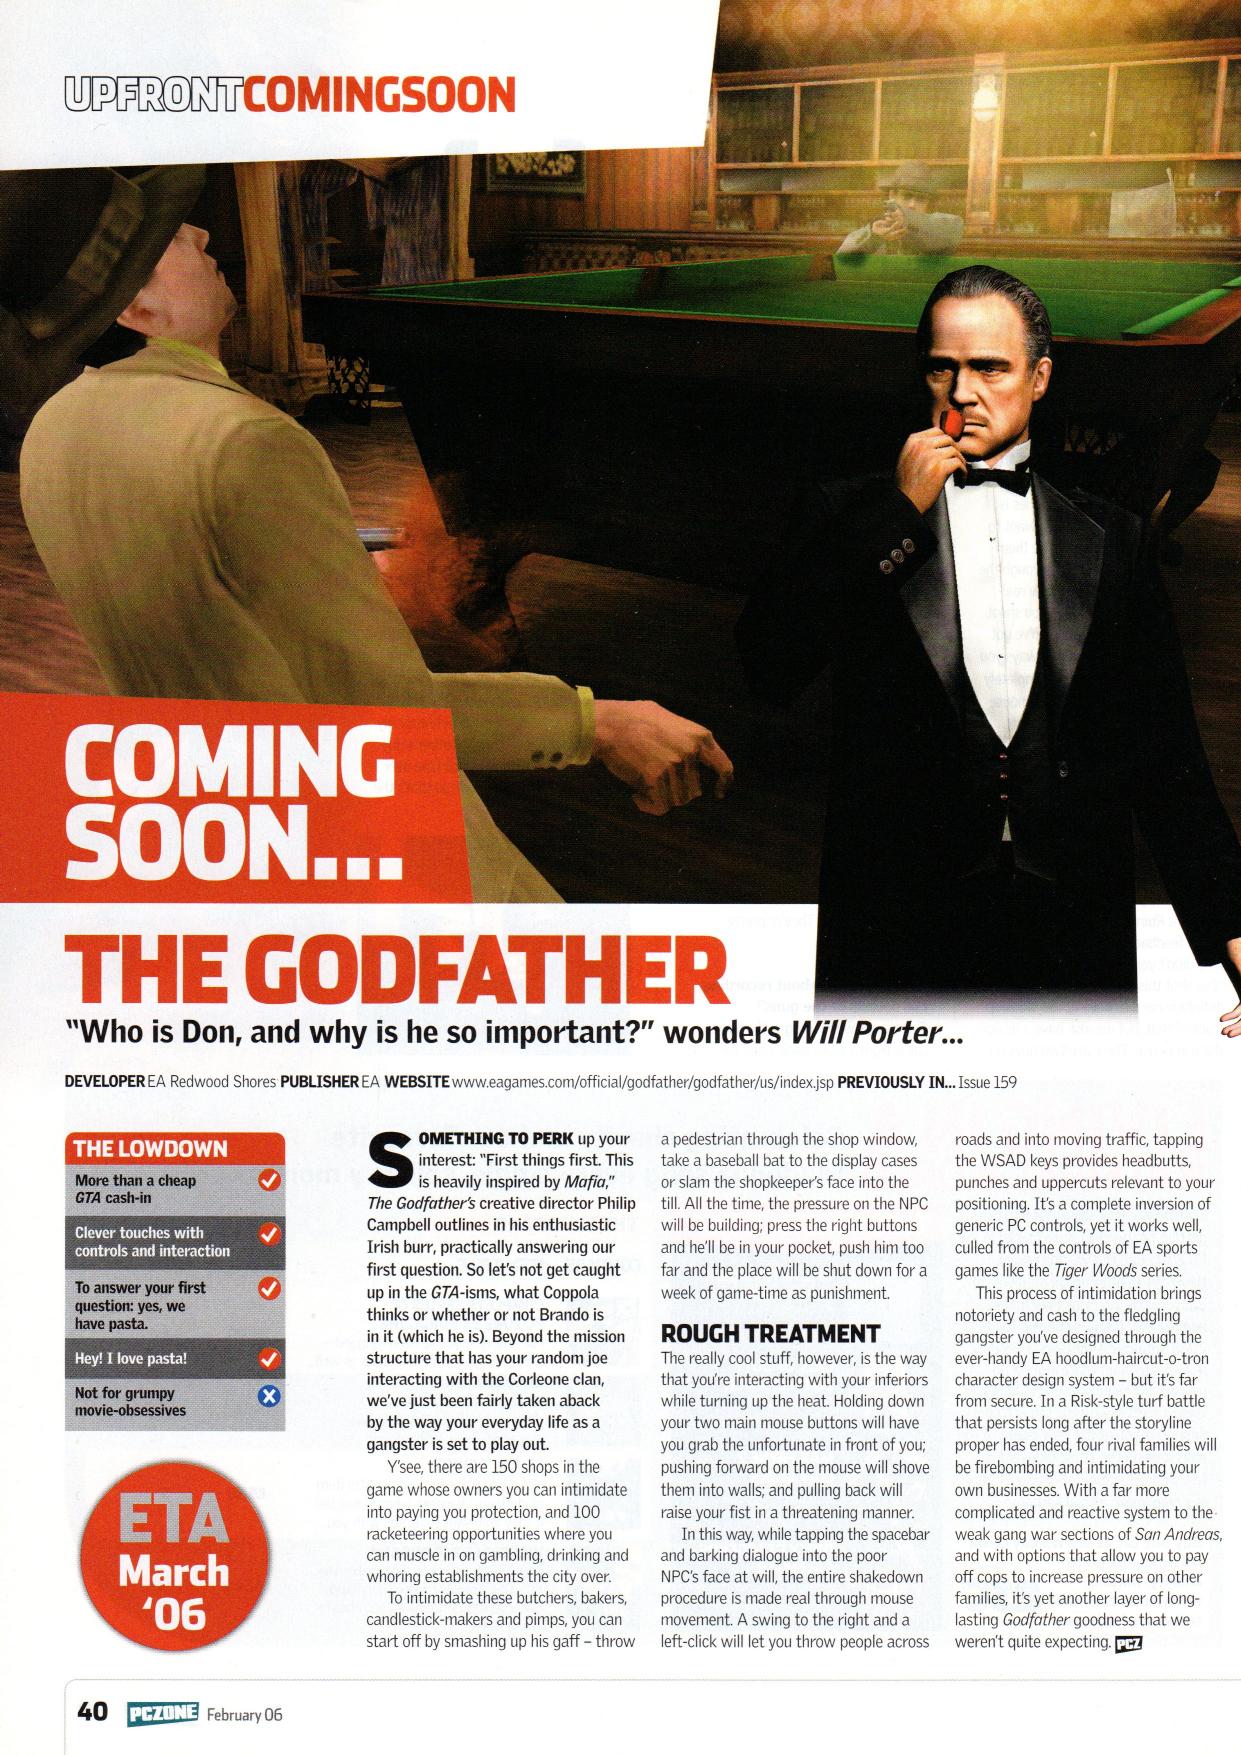 UPFRONTCOMINGSOON
COMING
SOON...
THE GODFATHER
“Who is Don, and why is he so important?” wonders Will Porter...
DEVELOPER EA Redwood Shores PUBLISHER EA WEBSITE www.eagames.com/official/godfather/godfather/us/index.jsp PREVIOUSLY IN... Issue 159
THE LOWDOWN
More than a cheap
GTA cash-in
Clever touches with
controls and interaction
To answer your first
question: yes, we
have pasta.
Hey! I love pasta!
Not for grumpy
movie-obsessives
ETA
March
‘06
SOMETHING TO PERK up your
interest: “First things first. This
is heavily inspired by Mafia,”
The Godfather's creative director Philip
Campbell outlines in his enthusiastic
Irish burr, practically answering our
first question. So let's not get caught
up in the GTA-isms, what Coppola
thinks or whether or not Brando is
in it (which he is). Beyond the mission
structure that has your random joe
interacting with the Corleone clan,
we've just been fairly taken aback
by the way your everyday life as a
gangster is set to play out.
Y'see, there are 150 shops in the
game whose owners you can intimidate
into paying you protection, and 100
racketeering opportunities where you
can muscle in on gambling, drinking and
whoring establishments the city over.
To intimidate these butchers, bakers,
candlestick-makers and pimps, you can
start off by smashing up his gaff – throw
a pedestrian through the shop window,
take a baseball bat to the display cases
or slam the shopkeeper's face into the
till. All the time, the pressure on the NPC
will be building; press the right buttons
and he'll be in your pocket, push him too
far and the place will be shut down for a
week of game-time as punishment.
ROUGH TREATMENT
The really cool stuff, however, is the way
that you're interacting with your inferiors
while turning up the heat. Holding down
your two main mouse buttons will have
you grab the unfortunate in front of you;
pushing forward on the mouse will shove
them into walls; and pulling back will
raise your fist in a threatening manner.
In this way, while tapping the spacebar
and barking dialogue into the poor
NPC's face at will, the entire shakedown
procedure is made real through mouse
movement. A swing to the right and a
left-click will let you throw people across
roads and into moving traffic, tapping
the WSAD keys provides headbutts,
punches and uppercuts relevant to your
positioning. It's a complete inversion of
generic PC controls, yet it works well,
culled from the controls of EA sports
games like the Tiger Woods series.
This process of intimidation brings
notoriety and cash to the fledgling
gangster you've designed through the
ever-handy EA hoodlum-haircut-o-tron
character design system – but it's far
from secure. In a Risk-style turf battle
that persists long after the storyline
proper has ended, four rival families will
be firebombing and intimidating your
own businesses. With a far more
complicated and reactive system to the
weak gang war sections of San Andreas,
and with options that allow you to pay
off cops to increase pressure on other
families, it's yet another layer of long-
lasting Godfather goodness that we
weren't quite expecting. PCZ
40 PCZONE February 06